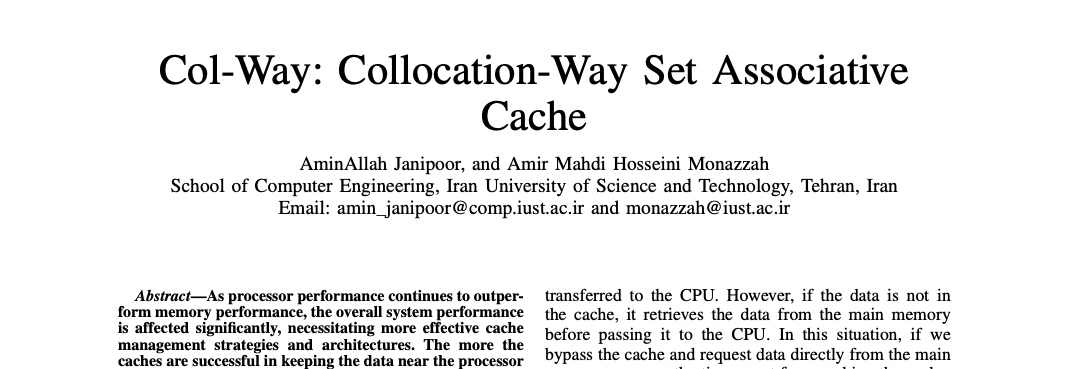 Col-Way: Collocation-Way Set Associative
Cache
AminAllah Janipoor, and Amir Mahdi Hosseini Monazzah
School of Computer Engineering, Iran University of Science and Technology, Tehran, Iran
Email: amin_janipoor@comp.iust.ac.ir and monazzah@iust.ac.ir
Abstract—As processor performance continues to outper-
form memory performance, the overall system performance
is affected significantly, necessitating more effective cache
management strategies and architectures. The more the
caches are successful in keeping the data near the processor
transferred to the CPU. However, if the data is not in
the cache, it retrieves the data from the main memory
before passing it to the CPU. In this situation, if we
bypass the cache and request data directly from the main